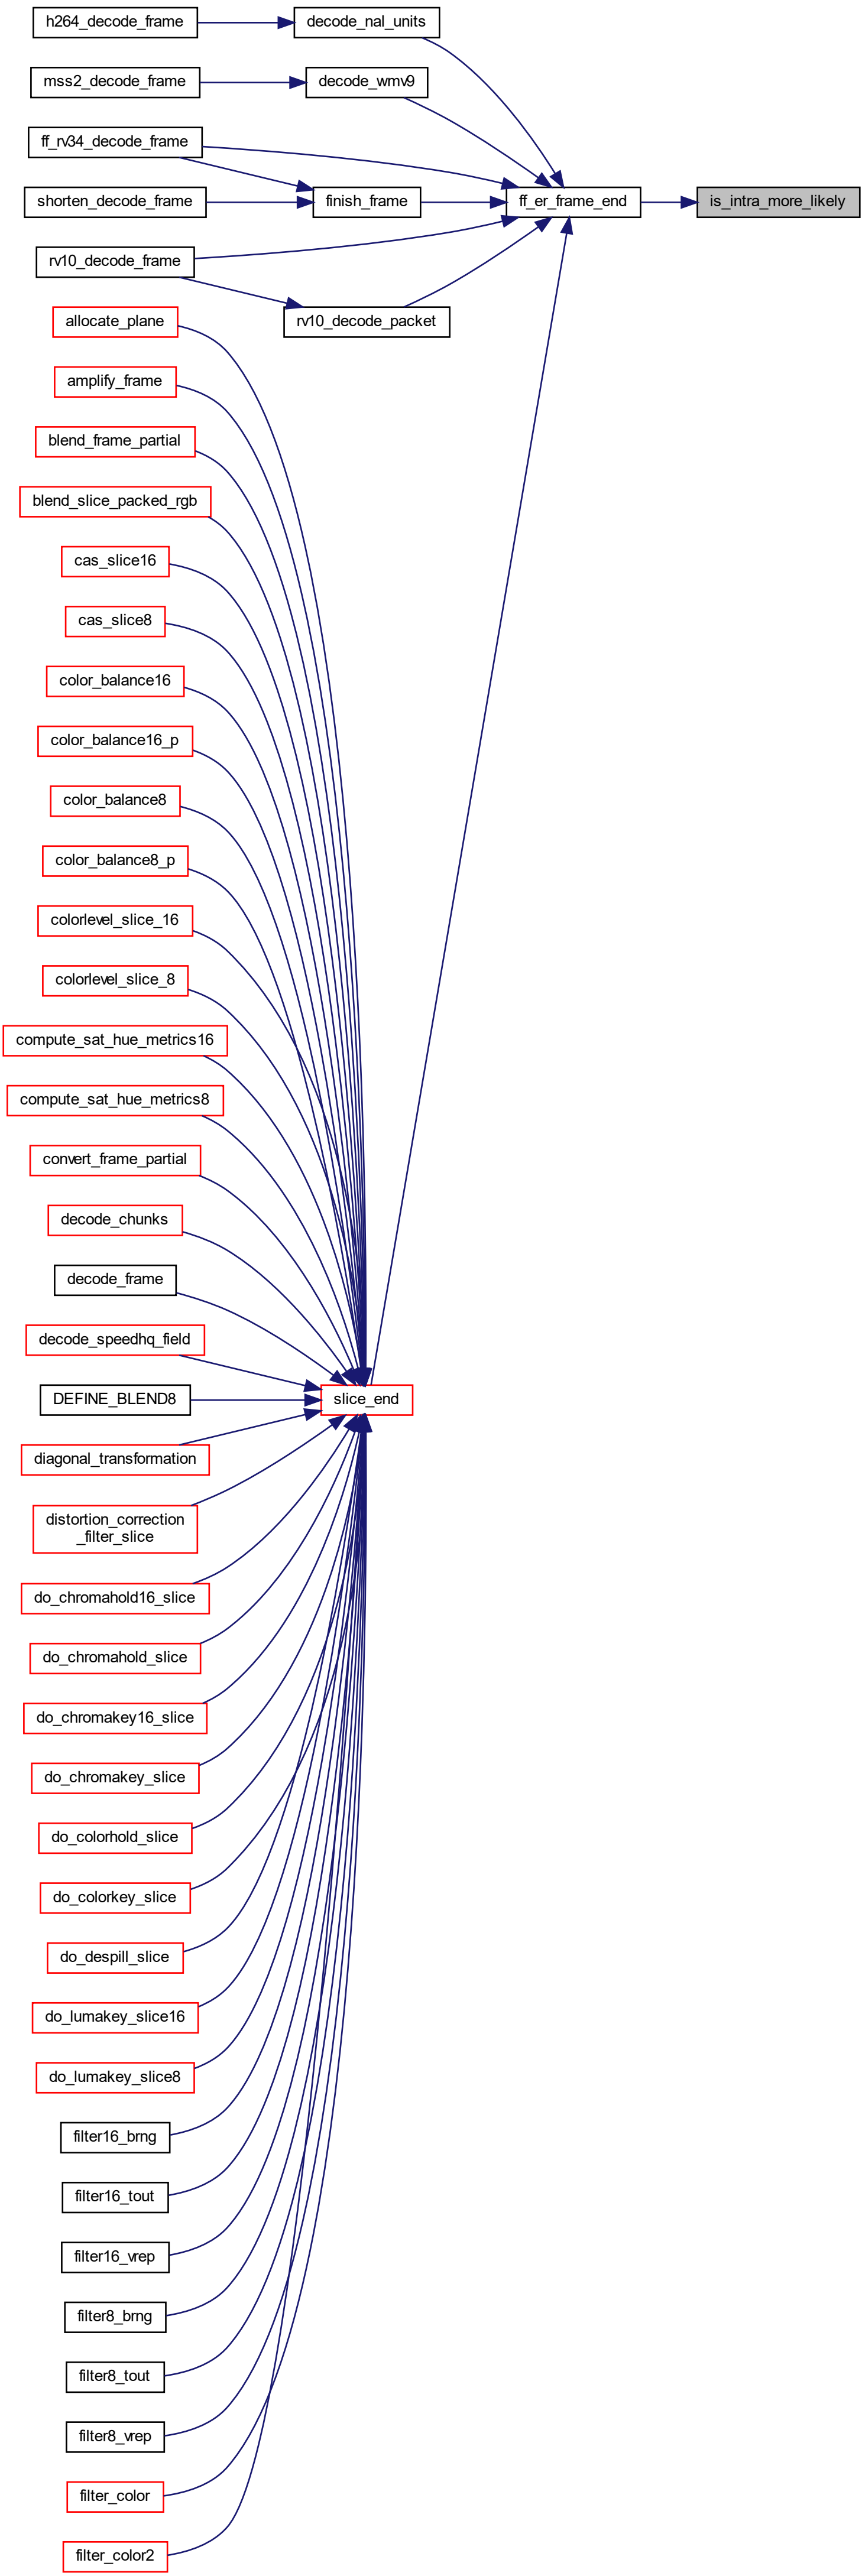 h264_decode_frame
decode_nal_units
mss2_decode_frame
decode_wmv9
ff_rv34_decode_frame
shorten_decode_frame
finish_frame
ff_er_frame_end
is_intra_more_likely
rv10_decode_frame
rv10_decode_packet
allocate_plane
amplify_frame
blend_frame_partial
blend_slice_packed_rgb
cas_slice16
cas_slice8
color_balance16
color_balance16_p
color_balance8
color_balance8_p
colorlevel_slice_16
colorlevel_slice_8
compute_sat_hue_metrics16
compute_sat_hue_metrics8
convert_frame_partial
decode_chunks
decode_frame
decode_speedhq_field
DEFINE_BLEND8
slice_end
diagonal_transformation
distortion_correction
_filter_slice
do_chromahold16_slice
do_chromahold_slice
do_chromakey16_slice
do_chromakey_slice
do_colorhold_slice
do_colorkey_slice
do_despill_slice
do_lumakey_slice16
do_lumakey_slice8
filter16_brng
filter16_tout
filter16_vrep
filter8_brng
filter8_tout
filter8_vrep
filter_color
filter_color2